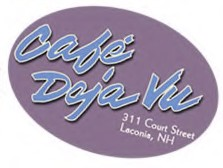 Café
Deja Vu
311 Court Street
Laconia, NH